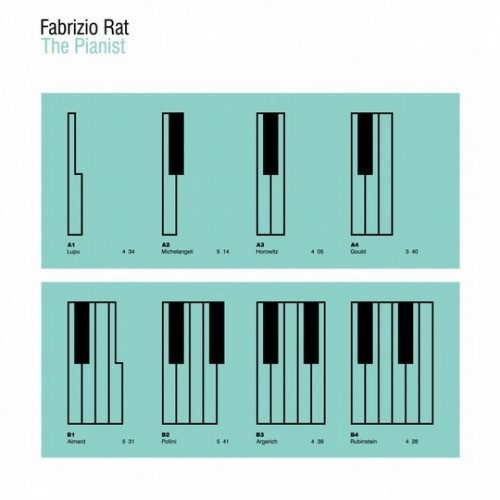 Fabrizio Rat
The Pianist
A1
Lupu 4 34
A2
Michelangeli 5 14
A3
Horowitz 4 05
A4
Gould 3 40
B1
Aimard 5 31
B2
Pollini 5 41
B3
Argerich 4 39
B4
Rubinstein 4 28